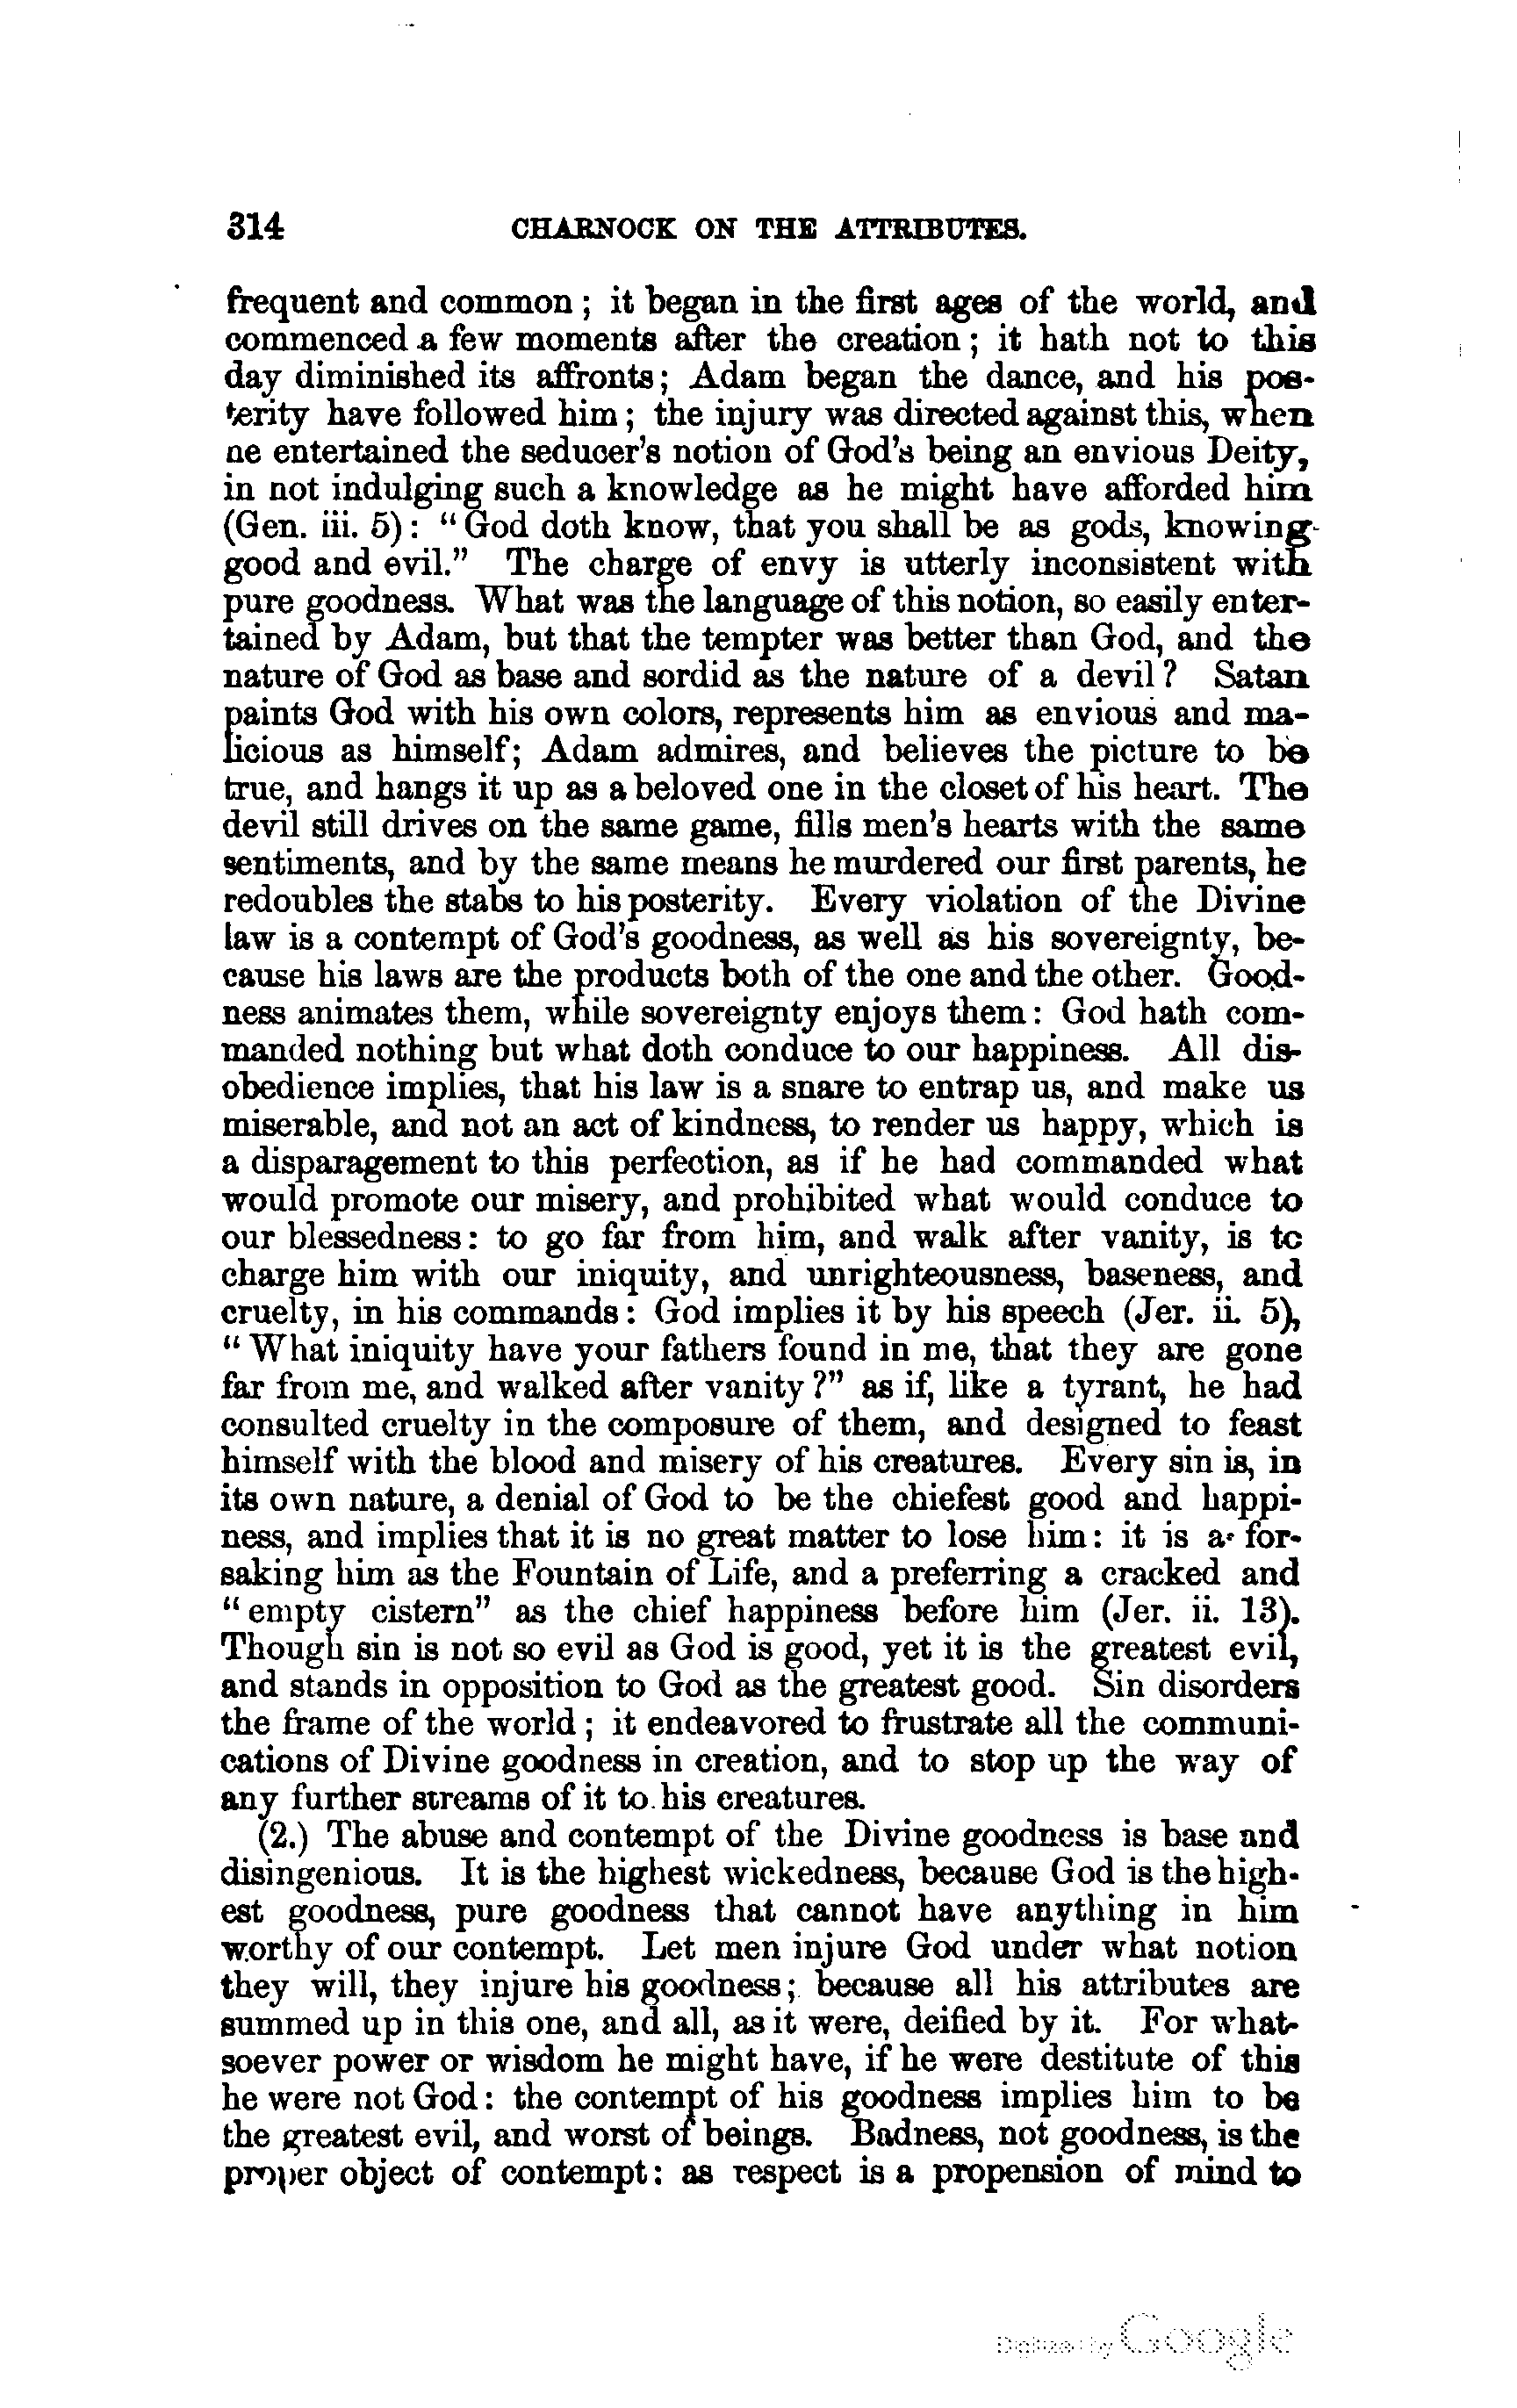 314 CHARNOCK ON THE ATTRIBUTES.
frequent and common; it began in the first ages of the world, and
commenced a few moments after the creation; it hath not to this
day diminished its affronts; Adam began the dance, and his pos-
terity have followed him; the injury was directed against this, when
he entertained the seducer's notion of God's being an envious Deity,
in not indulging such a knowledge as he might have afforded him
(Gen. iii. 5): "God doth know, that you shall be as gods, knowing
good and evil." The charge of envy is utterly inconsistent with
pure goodness. What was the language of this notion, so easily enter-
tained by Adam, but that the tempter was better than God, and the
nature of God as base and sordid as the nature of a devil? Satan
paints God with his own colors, represents him as envious and ma-
licious as himself; Adam admires, and believes the picture to be
true, and hangs it up as a beloved one in the closet of his heart. The
devil still drives on the same game, fills men's hearts with the same
sentiments, and by the same means he murdered our first parents, he
redoubles the stabs to his posterity. Every violation of the Divine
law is a contempt of God's goodness, as well as his sovereignty, be-
cause his laws are the products both of the one and the other. Good-
ness animates them, while sovereignty enjoys them: God hath com-
manded nothing but what doth conduce to our happiness. All dis-
obedience implies, that his law is a snare to entrap us, and make us
miserable, and not an act of kindness, to render us happy, which is
a disparagement to this perfection, as if he had commanded what
would promote our misery, and prohibited what would conduce to
our blessedness: to go far from him, and walk after vanity, is to
charge him with our iniquity, and unrighteousness, baseness, and
cruelty, in his commands: God implies it by his speech (Jer. ii. 5),
"What iniquity have your fathers found in me, that they are gone
far from me, and walked after vanity?" as if, like a tyrant, he had
consulted cruelty in the composure of them, and designed to feast
himself with the blood and misery of his creatures. Every sin is, in
its own nature, a denial of God to be the chiefest good and happi-
ness, and implies that it is no great matter to lose him: it is a for-
saking him as the Fountain of Life, and a preferring a cracked and
"empty cistern" as the chief happiness before him (Jer. ii. 13).
Though sin is not so evil as God is good, yet it is the greatest evil,
and stands in opposition to God as the greatest good. Sin disorders
the frame of the world; it endeavored to frustrate all the communi-
cations of Divine goodness in creation, and to stop up the way of
any further streams of it to his creatures.
(2.) The abuse and contempt of the Divine goodness is base and
disingenious. It is the highest wickedness, because God is the high-
est goodness, pure goodness that cannot have anything in him
worthy of our contempt. Let men injure God under what notion
they will, they injure his goodness; because all his attributes are
summed up in this one, and all, as it were, deified by it. For what-
soever power or wisdom he might have, if he were destitute of this
he were not God: the contempt of his goodness implies him to be
the greatest evil, and worst of beings. Badness, not goodness, is the
proper object of contempt: as respect is a propension of mind to
Digitized by Google